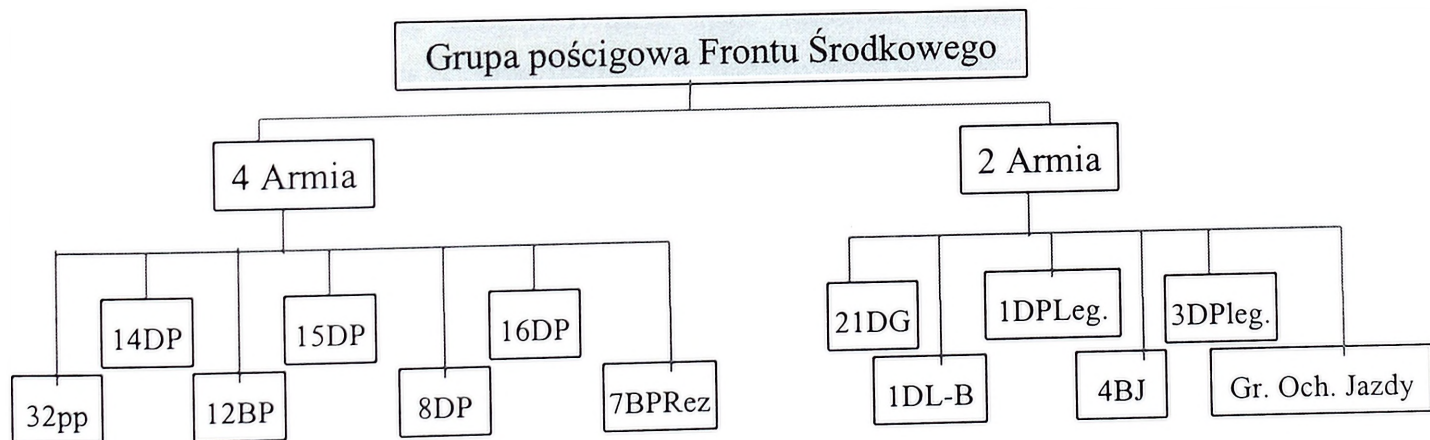 Grupa pościgowa Frontu Środkowego
4 Armia
2 Armia
32pp
14DP
12BP
15DP
8DP
16DP
7BPRez
21DG
1DL-B
1DPLeg.
4BJ
3DPleg.
Gr. Och. Jazdy